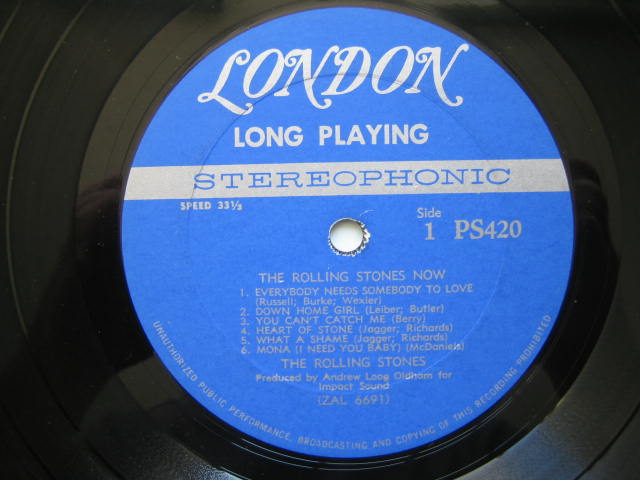 LONDON
LONG PLAYING
STEREOPHONIC
SPEED 33⅓
Side
1 PS420
THE ROLLING STONES NOW
1. EVERYBODY NEEDS SOMEBODY TO LOVE
(Russell; Burke; Wexler)
2. DOWN HOME GIRL (Leiber; Butler)
3. YOU CAN'T CATCH ME (Berry)
4. HEART OF STONE (Jagger; Richards)
5. WHAT A SHAME (Jagger; Richards)
6. MONA (I NEED YOU BABY) (McDaniels)
THE ROLLING STONES
Produced by Andrew Loog Oldham for
Impact Sound
(ZAL 6691)
UNAUTHORIZED PUBLIC PERFORMANCE, BROADCASTING AND COPYING OF THIS RECORDING PROHIBITED